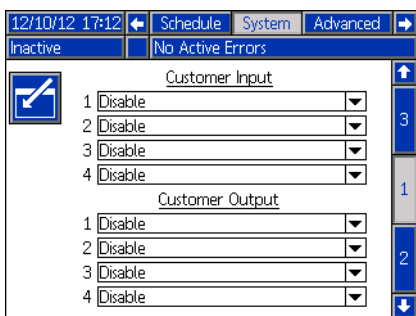 12/10/12 17:12 Schedule System Advanced
Inactive No Active Errors
Customer Input
1 Disable
2 Disable
3 Disable
4 Disable
Customer Output
1 Disable
2 Disable
3 Disable
4 Disable
3
1
2